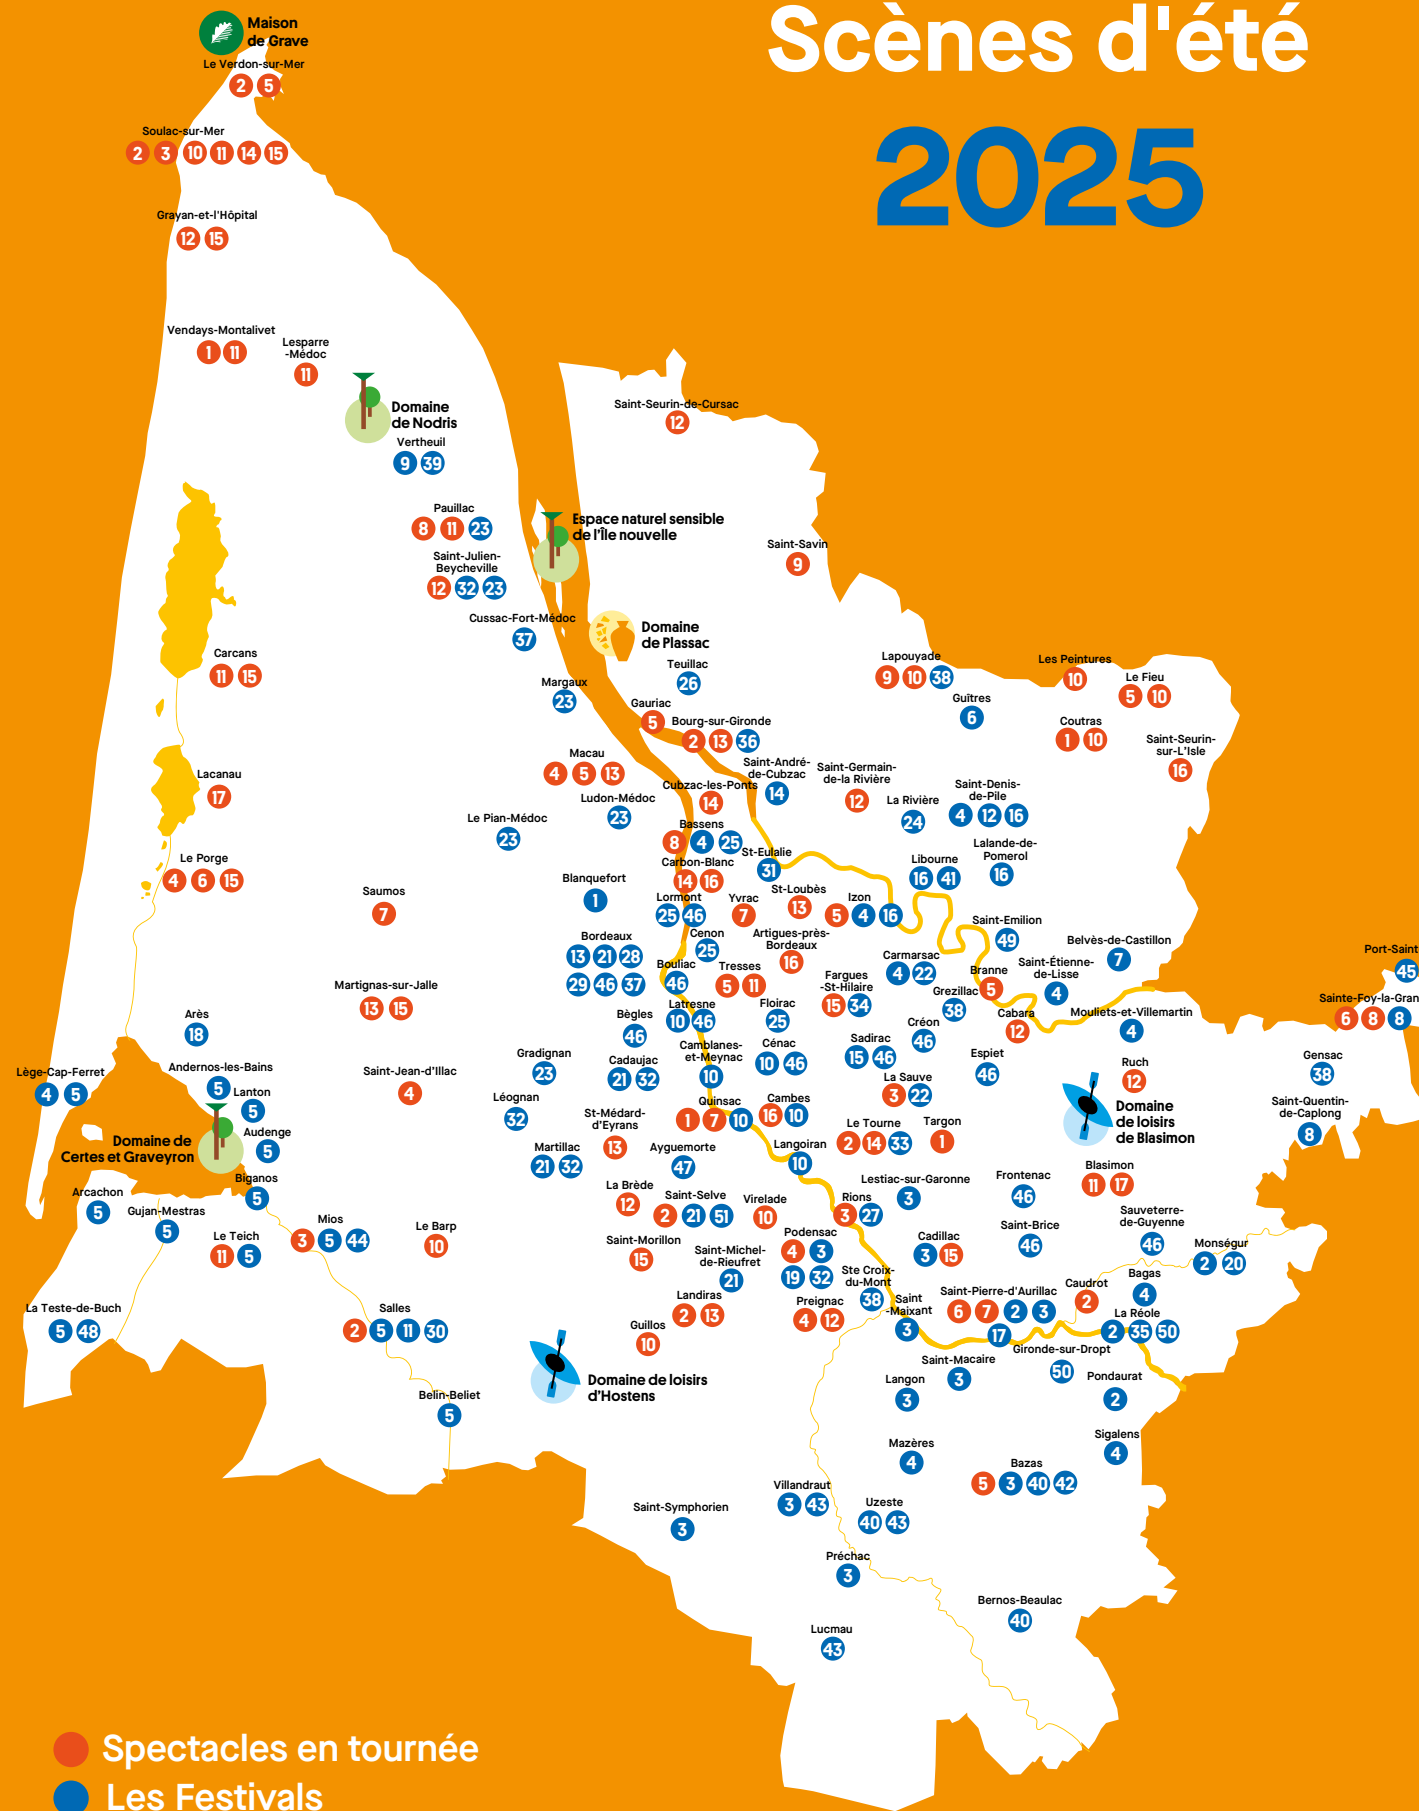 Scènes d'été
2025
Maison
de Grave
Le Verdon-sur-Mer
2 5
Soulac-sur-Mer
2 3 10 11 14 15
Grayan-et-l'Hôpital
12 15
Vendays-Montalivet
1 11
Lesparre
-Médoc
11
Domaine
de Nodris
Vertheuil
9 39
Saint-Seurin-de-Cursac
12
Pauillac
8 11 23
Espace naturel sensible
de l'Île nouvelle
Saint-Savin
9
Saint-Julien-
Beycheville
12 32 23
Cussac-Fort-Médoc
37
Domaine
de Plassac
Teuillac
26
Carcans
11 15
Margaux
23
Lapouyade
9 10 38
Les Peintures
10
Le Fieu
5 10
Guîtres
6
Gauriac
5
Bourg-sur-Gironde
2 13 36
Coutras
1 10
Saint-Seurin-
sur-L'Isle
16
Macau
4 5 13
Saint-André-
de-Cubzac
14
Saint-Germain-
de-la Rivière
12
Cubzac-les-Ponts
14
Lacanau
17
Ludon-Médoc
23
La Rivière
24
Saint-Denis-
de-Pile
4 12 16
Le Pian-Médoc
23
Bassens
8 4 25
St-Eulalie
31
Lalande-de-
Pomerol
16
Le Porge
4 6 15
Carbon-Blanc
14 16
Libourne
16 41
Saumos
7
Blanquefort
1
Lormont
25 46
Yvrac
7
St-Loubès
13
Izon
5 4 16
Saint-Emilion
49
Bordeaux
13 21 28
29 46 37
Cenon
25
Artigues-près-
Bordeaux
16
Belvès-de-Castillon
7
Port-Saint
45
Bouliac
46
Tresses
5 11
Carmarsac
4 22
Branne
5
Saint-Étienne-
de-Lisse
4
Martignas-sur-Jalle
13 15
Fargues
-St-Hilaire
15 34
Grezillac
38
Sainte-Foy-la-Gran
6 8 8
Arès
18
Bègles
46
Latresne
10 46
Floirac
25
Créon
46
Cabara
12
Mouliets-et-Villemartin
4
Gradignan
23
Cadaujac
21 32
Camblanes-
et-Meynac
10
Cénac
10 46
Sadirac
15 46
Espiet
46
Ruch
12
Gensac
38
Lège-Cap-Ferret
4 5
Andernos-les-Bains
5
Saint-Jean-d'Illac
4
La Sauve
3 22
Lanton
5
Léognan
32
Quinsac
1 7 10
Cambes
16 10
Domaine
de loisirs
de Blasimon
Saint-Quentin-
de-Caplong
8
Domaine de
Certes et Graveyron
Audenge
5
St-Médard-
d'Eyrans
13
Le Tourne
2 14 33
Targon
1
Martillac
21 32
Ayguemorte
47
Langoiran
10
Biganos
5
Arcachon
5
La Brède
12
Saint-Selve
2 21 51
Virelade
10
Rions
3 27
Lestiac-sur-Garonne
3
Frontenac
46
Blasimon
11 17
Gujan-Mestras
5
Le Teich
11 5
Mios
3 5 44
Le Barp
10
Saint-Morillon
15
Saint-Michel-
de-Rieufret
21
Podensac
4 3
19 32
Cadillac
3 15
Saint-Brice
46
Sauveterre-
de-Guyenne
46
Monségur
2 20
Landiras
2 13
Ste Croix-
du-Mont
38
Saint
-Maixant
3
Saint-Pierre-d'Aurillac
6 7 2 3
17
Caudrot
2
Bagas
4
La Teste-de-Buch
5 48
Salles
2 5 11 30
Guillos
10
Preignac
4 12
La Réole
2 35 50
Gironde-sur-Dropt
50
Domaine de loisirs
d'Hostens
Saint-Macaire
3
Langon
3
Pondaurat
2
Belin-Beliet
5
Mazères
4
Sigalens
4
Bazas
5 3 40 42
Villandraut
3 43
Uzeste
40 43
Saint-Symphorien
3
Préchac
3
Bernos-Beaulac
40
Lucmau
43
Spectacles en tournée
Les Festivals